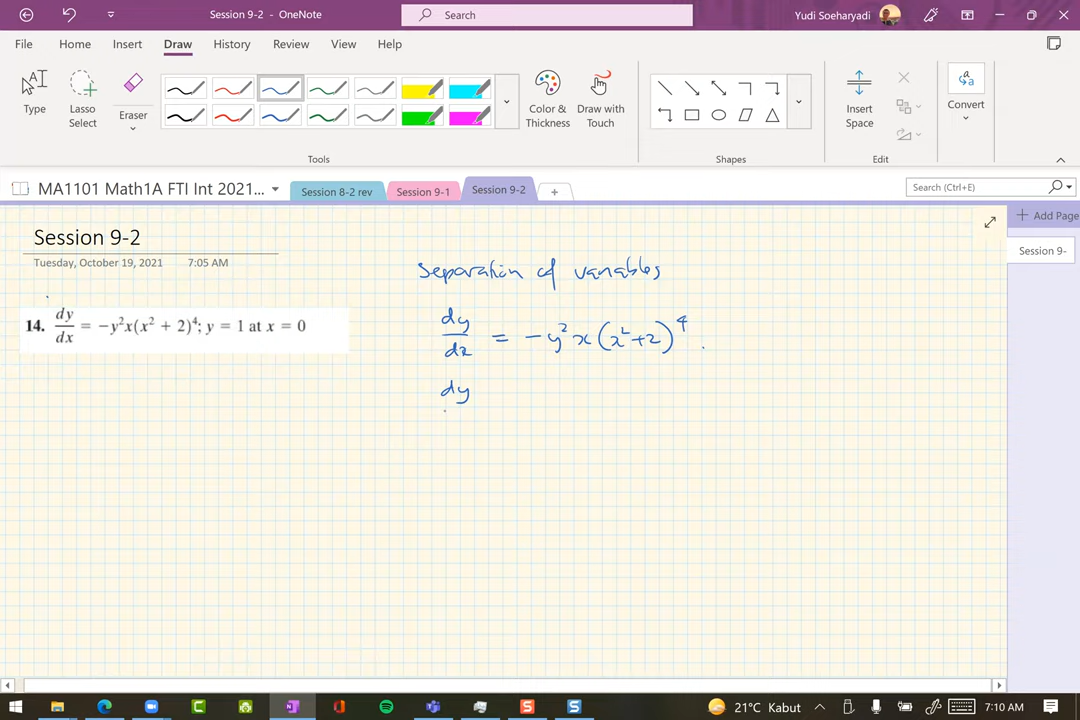 Session 9-2 - OneNote
Search
Yudi Soeharyadi
File Home Insert Draw History Review View Help
Type
Lasso Select
Eraser
Color & Thickness
Draw with Touch
Insert Space
Convert
Tools
Shapes
Edit
MA1101 Math1A FTI Int 2021...
Session 8-2 rev
Session 9-1
Session 9-2
Search (Ctrl+E)
Add Page
Session 9-
Session 9-2
Tuesday, October 19, 2021 7:05 AM
14. dy/dx = −y²x(x² + 2)⁴; y = 1 at x = 0
Separation of variables
dy/dx = −y²x(x²+2)⁴.
dy
21°C Kabut
7:10 AM